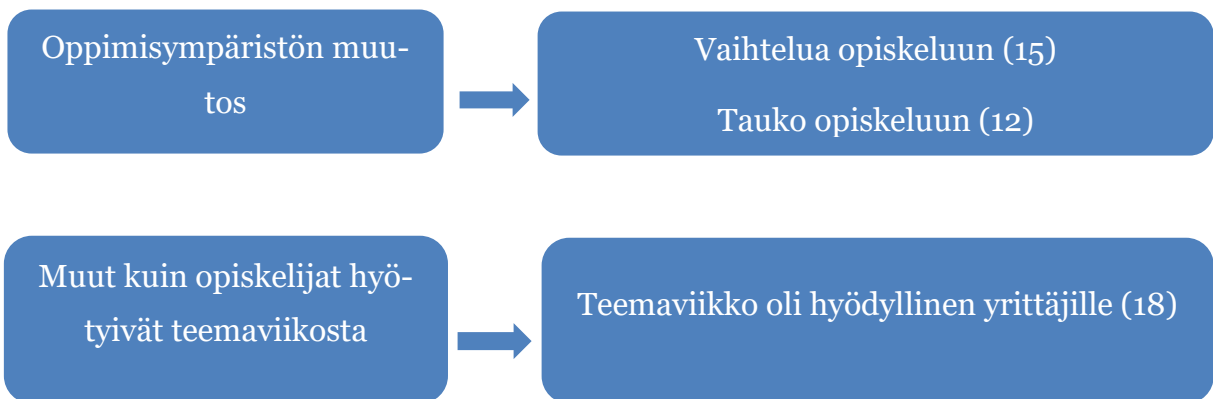 Oppimisympäristön muu-
tos
Vaihtelua opiskeluun (15)
Tauko opiskeluun (12)
Muut kuin opiskelijat hyö-
tyivät teemaviikosta
Teemaviikko oli hyödyllinen yrittäjille (18)